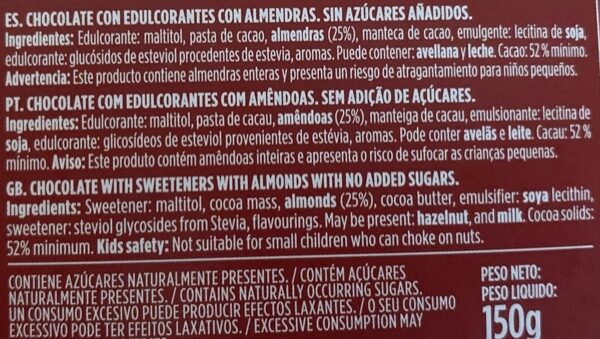 ES. CHOCOLATE CON EDULCORANTES CON ALMENDRAS. SIN AZÚCARES AÑADIDOS.
Ingredientes: Edulcorante: maltitol, pasta de cacao, almendras (25%), manteca de cacao, emulgente: lecitina de soja,
edulcorante: glucósidos de esteviol procedentes de estevia, aromas. Puede contener: avellana y leche. Cacao: 52 % mínimo.
Advertencia: Este producto contiene almendras enteras y presenta un riesgo de atragantamiento para niños pequeños.
PT. CHOCOLATE COM EDULCORANTES COM AMÊNDOAS. SEM ADIÇÃO DE AÇÚCARES.
Ingredientes: Edulcorante: maltitol, pasta de cacau, amêndoas (25%), manteiga de cacau, emulsionante: lecitina de
soja, edulcorante: glicosídeos de esteviol provenientes de estévia, aromas. Pode conter avelãs e leite. Cacau: 52 %
mínimo. Aviso: Este produto contém amêndoas inteiras e apresenta o risco de sufocar as crianças pequenas.
GB. CHOCOLATE WITH SWEETENERS WITH ALMONDS WITH NO ADDED SUGARS.
Ingredients: Sweetener: maltitol, cocoa mass, almonds (25%), cocoa butter, emulsifier: soya lecithin,
sweetener: steviol glycosides from Stevia, flavourings. May be present: hazelnut, and milk. Cocoa solids:
52% minimum. Kids safety: Not suitable for small children who can choke on nuts.
CONTIENE AZÚCARES NATURALMENTE PRESENTES. / CONTÉM AÇÚCARES
NATURALMENTE PRESENTES. / CONTAINS NATURALLY OCCURRING SUGARS.
UN CONSUMO EXCESIVO PUEDE PRODUCIR EFECTOS LAXANTES. / O SEU CONSUMO
EXCESSIVO PODE TER EFEITOS LAXATIVOS. / EXCESSIVE CONSUMPTION MAY
PESO NETO:
PESO LIQUIDO:
150g